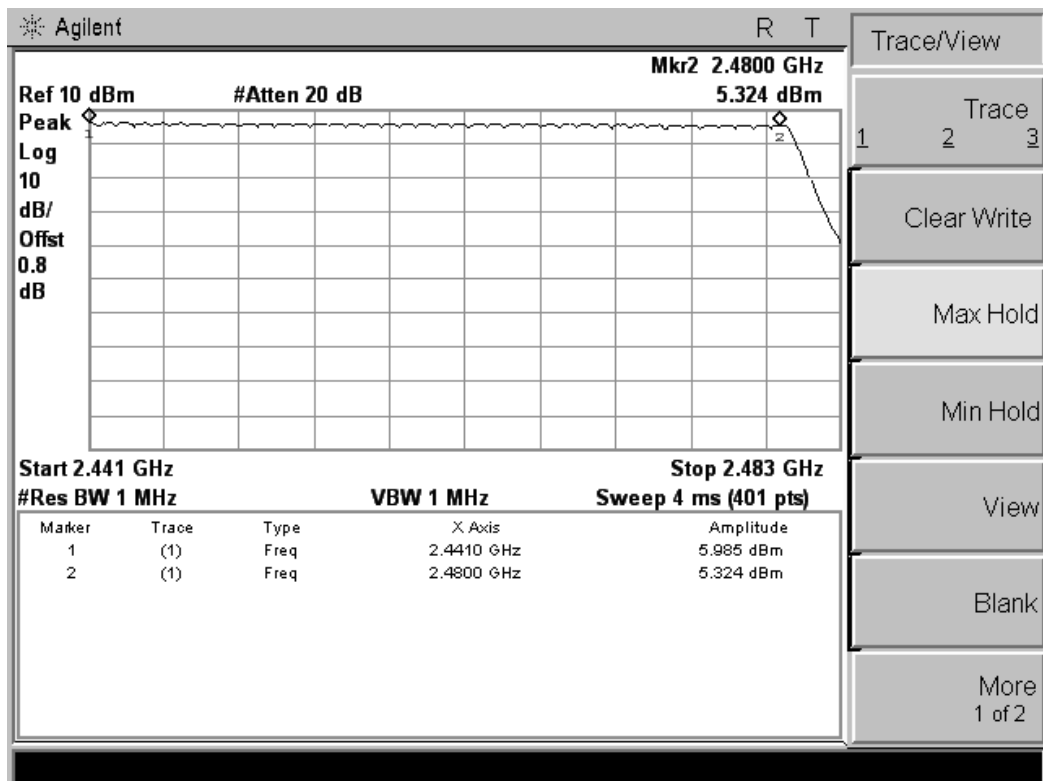 Agilent R T
Mkr2 2.4800 GHz
Ref 10 dBm #Atten 20 dB 5.324 dBm
Peak
Log
10
dB/
Offst
0.8
dB
1
2
Start 2.441 GHz Stop 2.483 GHz
#Res BW 1 MHz VBW 1 MHz Sweep 4 ms (401 pts)
Marker Trace Type X Axis Amplitude
1 (1) Freq 2.4410 GHz 5.985 dBm
2 (1) Freq 2.4800 GHz 5.324 dBm
Trace/View
Trace
1 2 3
Clear Write
Max Hold
Min Hold
View
Blank
More
1 of 2